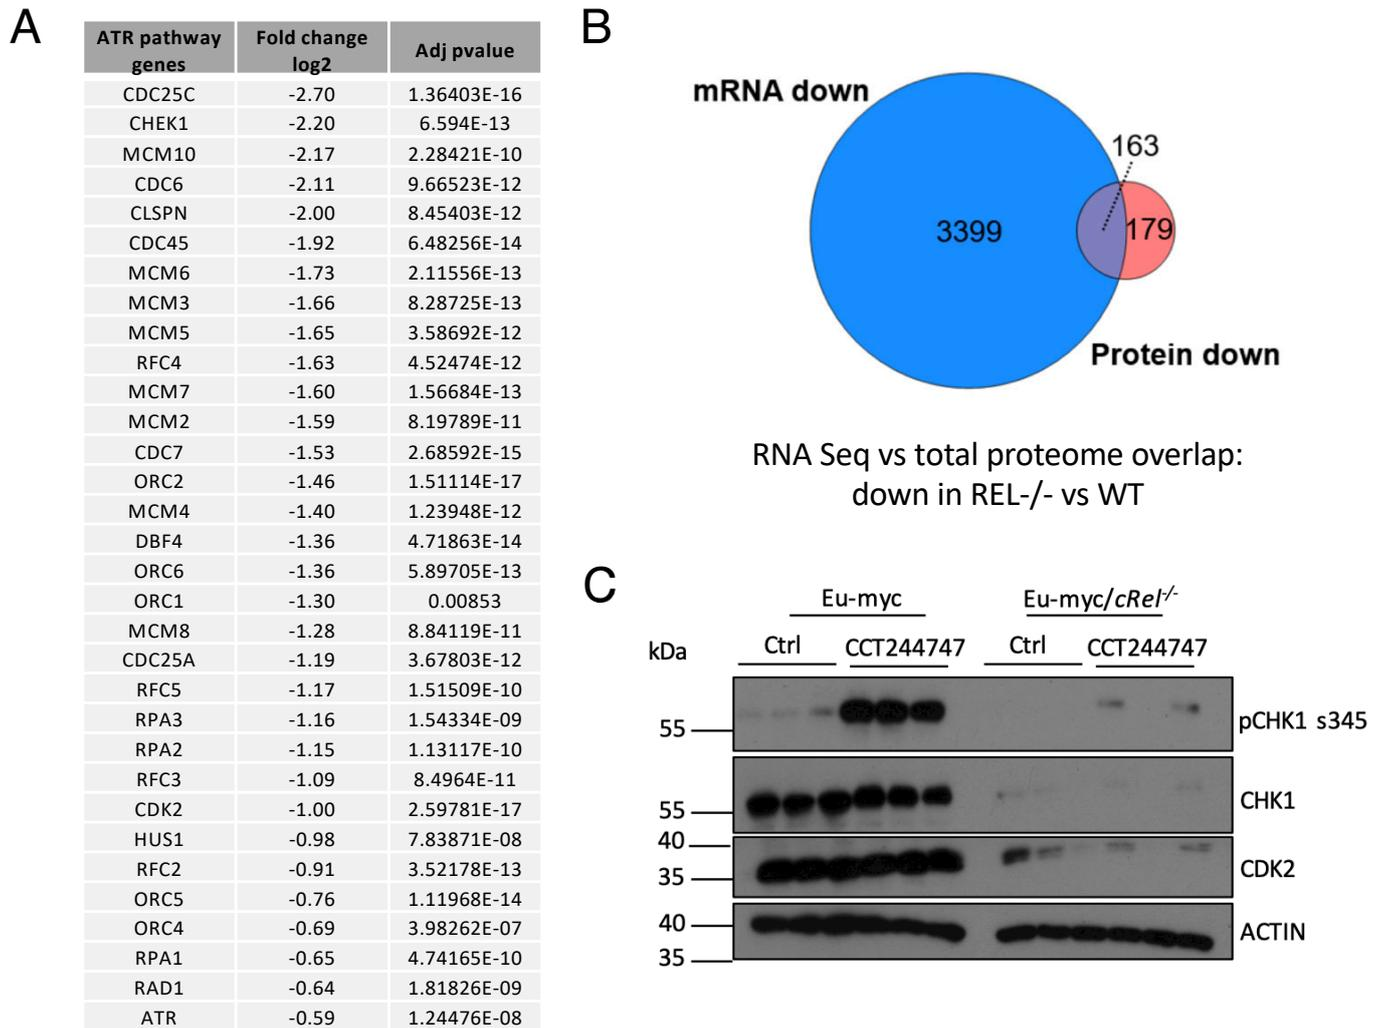 A
ATR pathway genes Fold change log2 Adj pvalue
CDC25C -2.70 1.36403E-16
CHEK1 -2.20 6.594E-13
MCM10 -2.17 2.28421E-10
CDC6 -2.11 9.66523E-12
CLSPN -2.00 8.45403E-12
CDC45 -1.92 6.48256E-14
MCM6 -1.73 2.11556E-13
MCM3 -1.66 8.28725E-13
MCM5 -1.65 3.58692E-12
RFC4 -1.63 4.52474E-12
MCM7 -1.60 1.56684E-13
MCM2 -1.59 8.19789E-11
CDC7 -1.53 2.68592E-15
ORC2 -1.46 1.51114E-17
MCM4 -1.40 1.23948E-12
DBF4 -1.36 4.71863E-14
ORC6 -1.36 5.89705E-13
ORC1 -1.30 0.00853
MCM8 -1.28 8.84119E-11
CDC25A -1.19 3.67803E-12
RFC5 -1.17 1.51509E-10
RPA3 -1.16 1.54334E-09
RPA2 -1.15 1.13117E-10
RFC3 -1.09 8.4964E-11
CDK2 -1.00 2.59781E-17
HUS1 -0.98 7.83871E-08
RFC2 -0.91 3.52178E-13
ORC5 -0.76 1.11968E-14
ORC4 -0.69 3.98262E-07
RPA1 -0.65 4.74165E-10
RAD1 -0.64 1.81826E-09
ATR -0.59 1.24476E-08
B
mRNA down
163
3399
179
Protein down
RNA Seq vs total proteome overlap:
down in REL-/- vs WT
C
Eu-myc Eu-myc/cRel-/-
kDa Ctrl CCT244747 Ctrl CCT244747
55 pCHK1 s345
55 CHK1
40
35 CDK2
40 ACTIN
35